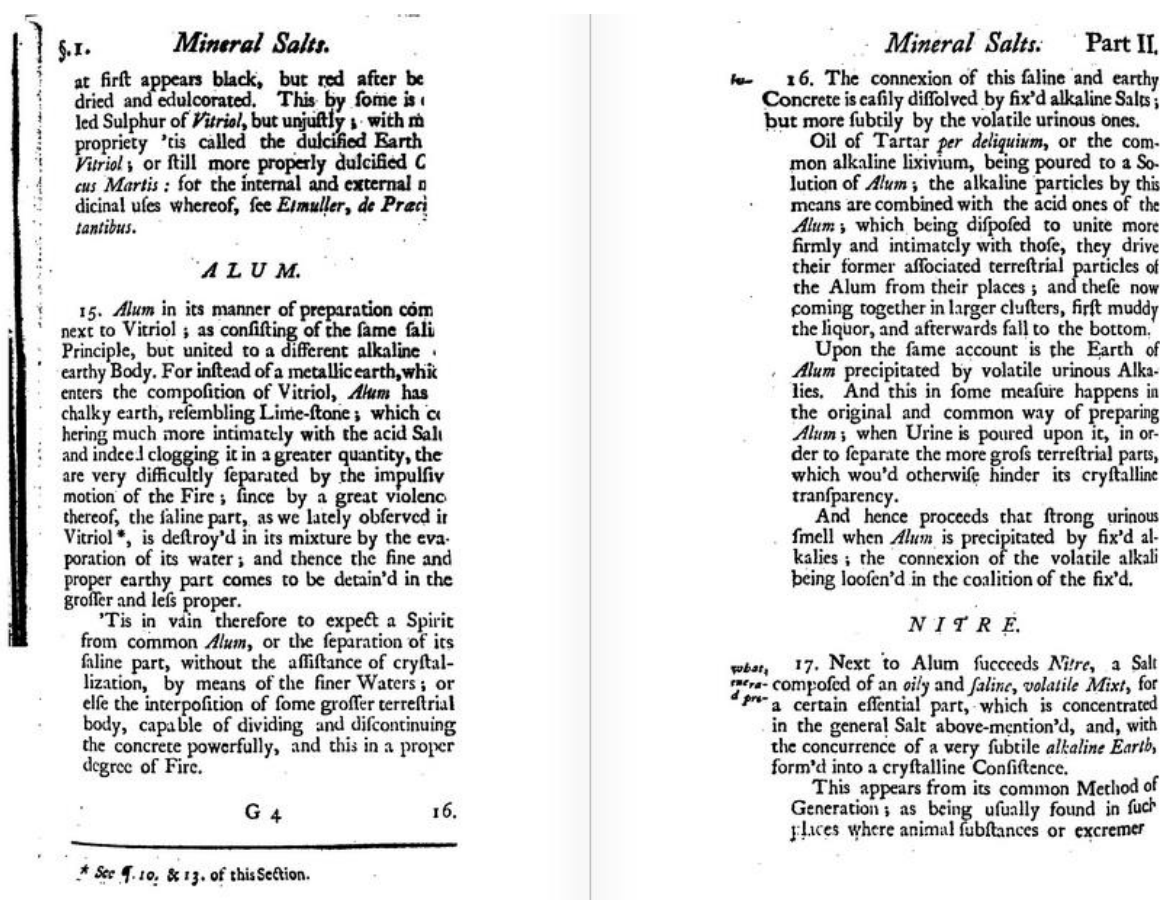 §.1. Mineral Salts.
at firſt appears black, but red after be
dried and edulcorated. This by ſome is
led Sulphur of Vitriol, but unjuſtly; with m
propriety 'tis called the dulcified Earth
Vitriol; or ſtill more properly dulcified C
cus Martis: for the internal and external n
dicinal uſes whereof, ſee Etmuller, de Præci
tantibus.
ALUM.
15. Alum in its manner of preparation com
next to Vitriol; as conſiſting of the ſame ſali
Principle, but united to a different alkaline
earthy Body. For inſtead of a metallic earth, whic
enters the compoſition of Vitriol, Alum has
chalky earth, reſembling Lime-ſtone; which co
hering much more intimately with the acid Salt
and indeed clogging it in a greater quantity, the
are very difficultly ſeparated by the impulſiv
motion of the Fire; ſince by a great violenc
thereof, the ſaline part, as we lately obſerved in
Vitriol*, is deſtroy'd in its mixture by the eva-
poration of its water; and thence the fine and
proper earthy part comes to be detain'd in the
groſſer and leſs proper.
'Tis in vain therefore to expect a Spirit
from common Alum, or the ſeparation of its
ſaline part, without the aſſiſtance of cryſtal-
lization, by means of the finer Waters; or
elſe the interpoſition of ſome groſſer terreſtrial
body, capable of dividing and diſcontinuing
the concrete powerfully, and this in a proper
degree of Fire.
G 4 16.
* See ¶. 10. & 13. of this Section.
Mineral Salts. Part II.
16. The connexion of this ſaline and earthy
Concrete is eaſily diſſolved by fix'd alkaline Salts;
but more ſubtily by the volatile urinous ones.
Oil of Tartar per deliquium, or the com-
mon alkaline lixivium, being poured to a So-
lution of Alum; the alkaline particles by this
means are combined with the acid ones of the
Alum; which being diſpoſed to unite more
firmly and intimately with thoſe, they drive
their former aſſociated terreſtrial particles of
the Alum from their places; and theſe now
coming together in larger cluſters, firſt muddy
the liquor, and afterwards fall to the bottom.
Upon the ſame account is the Earth of
Alum precipitated by volatile urinous Alka-
lies. And this in ſome meaſure happens in
the original and common way of preparing
Alum; when Urine is poured upon it, in or-
der to ſeparate the more groſs terreſtrial parts,
which wou'd otherwiſe hinder its cryſtalline
tranſparency.
And hence proceeds that ſtrong urinous
ſmell when Alum is precipitated by fix'd al-
kalies; the connexion of the volatile alkali
being looſen'd in the coalition of the fix'd.
NITRE.
what, 17. Next to Alum ſucceeds Nitre, a Salt
compoſed of an oily and ſaline, volatile Mixt, for
a certain eſſential part, which is concentrated
in the general Salt above-mention'd, and, with
the concurrence of a very ſubtile alkaline Earth,
form'd into a cryſtalline Conſiſtence.
This appears from its common Method of
Generation; as being uſually found in ſuch
places where animal ſubſtances or excremer